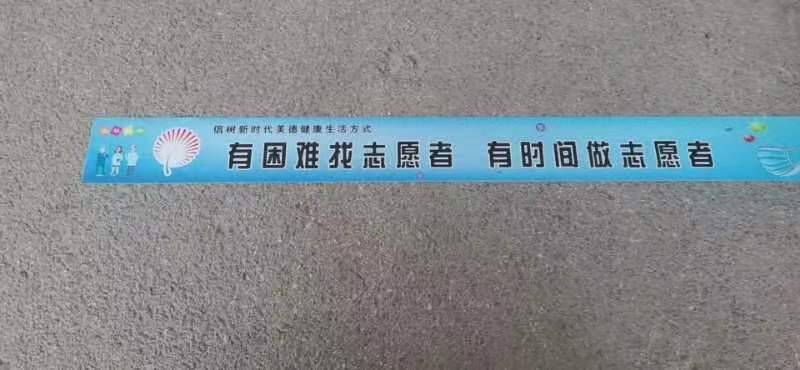 信树新时代美德健康生活方式
有困难找志愿者 有时间做志愿者